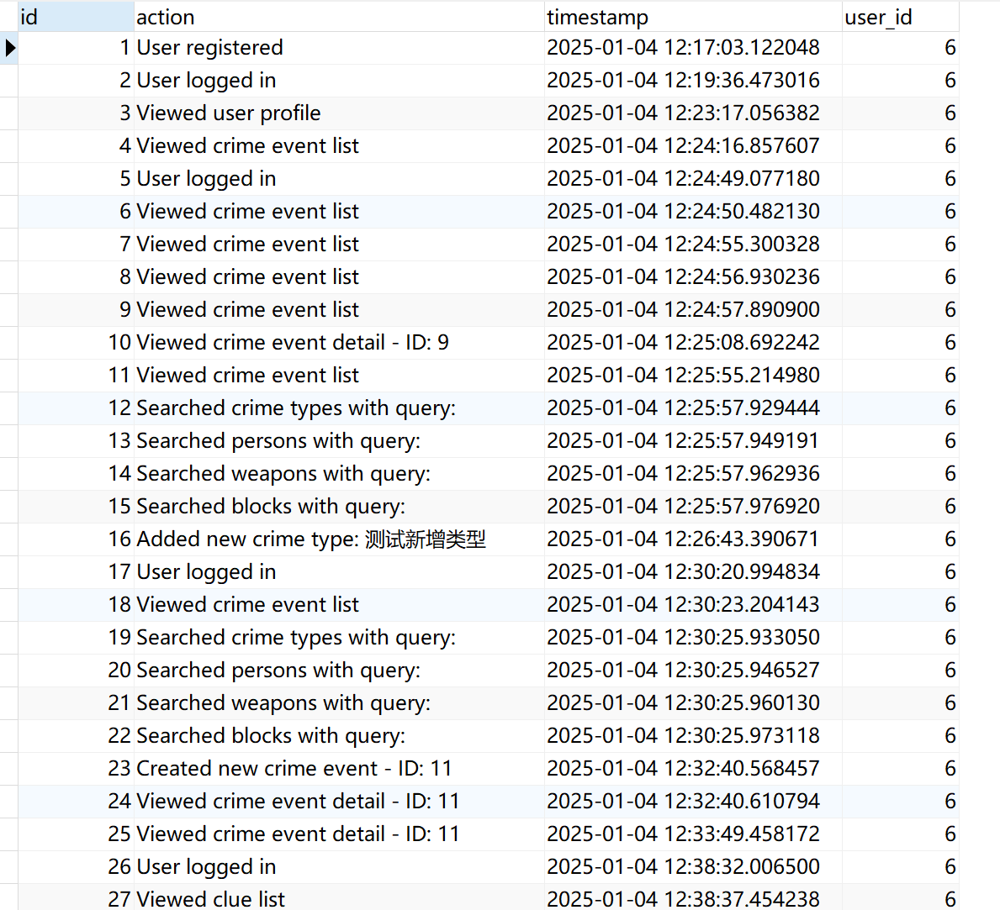 id action timestamp user_id
1 User registered 2025-01-04 12:17:03.122048 6
2 User logged in 2025-01-04 12:19:36.473016 6
3 Viewed user profile 2025-01-04 12:23:17.056382 6
4 Viewed crime event list 2025-01-04 12:24:16.857607 6
5 User logged in 2025-01-04 12:24:49.077180 6
6 Viewed crime event list 2025-01-04 12:24:50.482130 6
7 Viewed crime event list 2025-01-04 12:24:55.300328 6
8 Viewed crime event list 2025-01-04 12:24:56.930236 6
9 Viewed crime event list 2025-01-04 12:24:57.890900 6
10 Viewed crime event detail - ID: 9 2025-01-04 12:25:08.692242 6
11 Viewed crime event list 2025-01-04 12:25:55.214980 6
12 Searched crime types with query: 2025-01-04 12:25:57.929444 6
13 Searched persons with query: 2025-01-04 12:25:57.949191 6
14 Searched weapons with query: 2025-01-04 12:25:57.962936 6
15 Searched blocks with query: 2025-01-04 12:25:57.976920 6
16 Added new crime type: 测试新增类型 2025-01-04 12:26:43.390671 6
17 User logged in 2025-01-04 12:30:20.994834 6
18 Viewed crime event list 2025-01-04 12:30:23.204143 6
19 Searched crime types with query: 2025-01-04 12:30:25.933050 6
20 Searched persons with query: 2025-01-04 12:30:25.946527 6
21 Searched weapons with query: 2025-01-04 12:30:25.960130 6
22 Searched blocks with query: 2025-01-04 12:30:25.973118 6
23 Created new crime event - ID: 11 2025-01-04 12:32:40.568457 6
24 Viewed crime event detail - ID: 11 2025-01-04 12:32:40.610794 6
25 Viewed crime event detail - ID: 11 2025-01-04 12:33:49.458172 6
26 User logged in 2025-01-04 12:38:32.006500 6
27 Viewed clue list 2025-01-04 12:38:37.454238 6